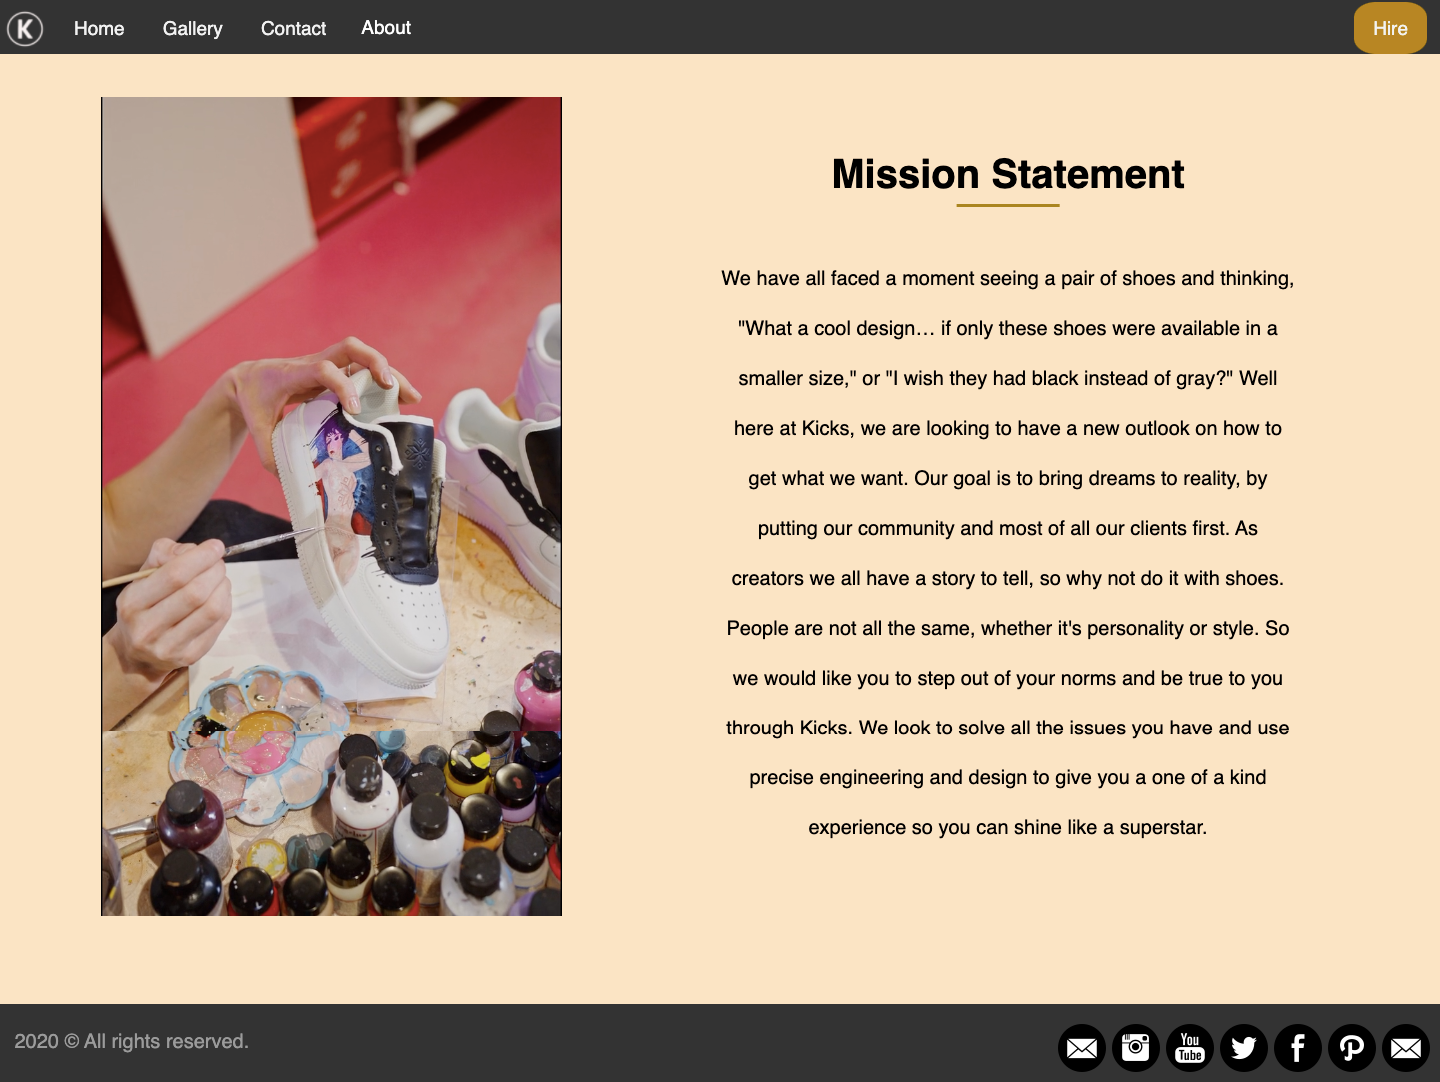 K Home Gallery Contact About Hire
Mission Statement
We have all faced a moment seeing a pair of shoes and thinking,
"What a cool design… if only these shoes were available in a
smaller size," or "I wish they had black instead of gray?" Well
here at Kicks, we are looking to have a new outlook on how to
get what we want. Our goal is to bring dreams to reality, by
putting our community and most of all our clients first. As
creators we all have a story to tell, so why not do it with shoes.
People are not all the same, whether it's personality or style. So
we would like you to step out of your norms and be true to you
through Kicks. We look to solve all the issues you have and use
precise engineering and design to give you a one of a kind
experience so you can shine like a superstar.
2020 © All rights reserved.
You
Tube